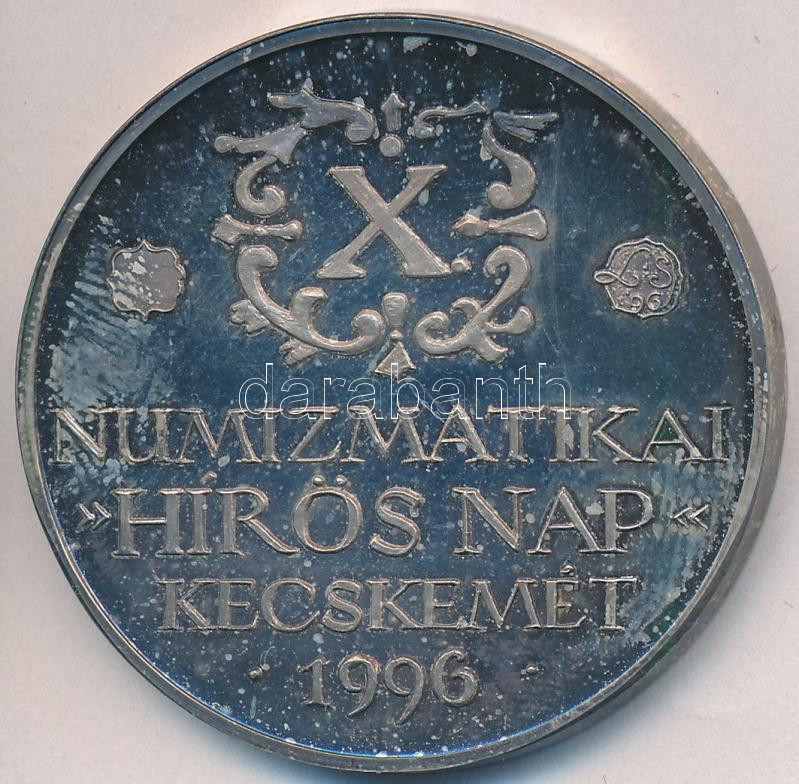 X.
LS
96
darabanth
NUMIZMATIKAI
»HÍRÖS NAP«
KECSKEMÉT
· 1996 ·